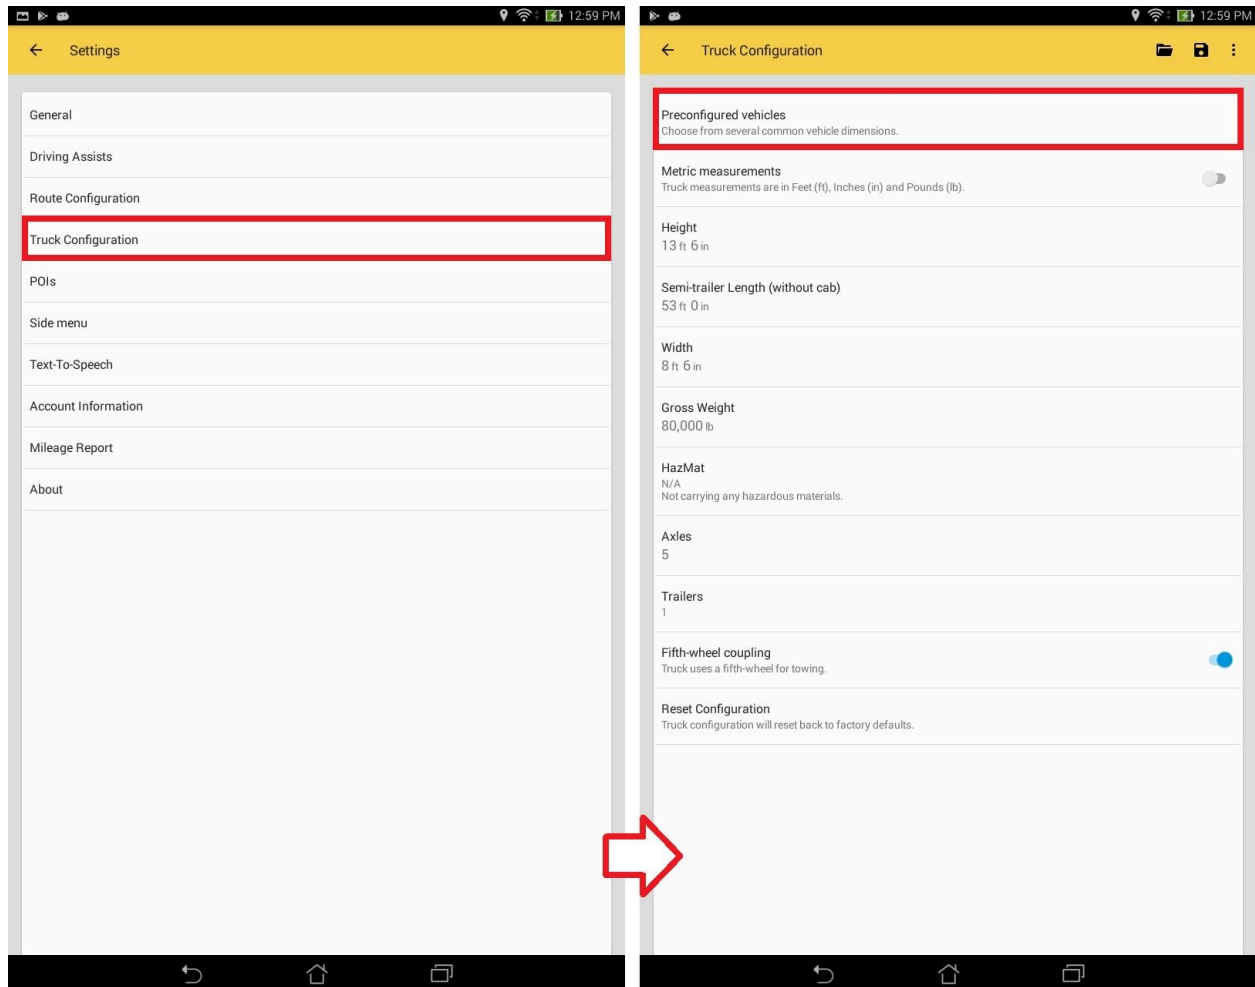 12:59 PM
Settings
General
Driving Assists
Route Configuration
Truck Configuration
POIs
Side menu
Text-To-Speech
Account Information
Mileage Report
About
12:59 PM
Truck Configuration
Preconfigured vehicles
Choose from several common vehicle dimensions.
Metric measurements
Truck measurements are in Feet (ft), Inches (in) and Pounds (lb).
Height
13 ft 6 in
Semi-trailer Length (without cab)
53 ft 0 in
Width
8 ft 6 in
Gross Weight
80,000 lb
HazMat
N/A
Not carrying any hazardous materials.
Axles
5
Trailers
1
Fifth-wheel coupling
Truck uses a fifth-wheel for towing.
Reset Configuration
Truck configuration will reset back to factory defaults.